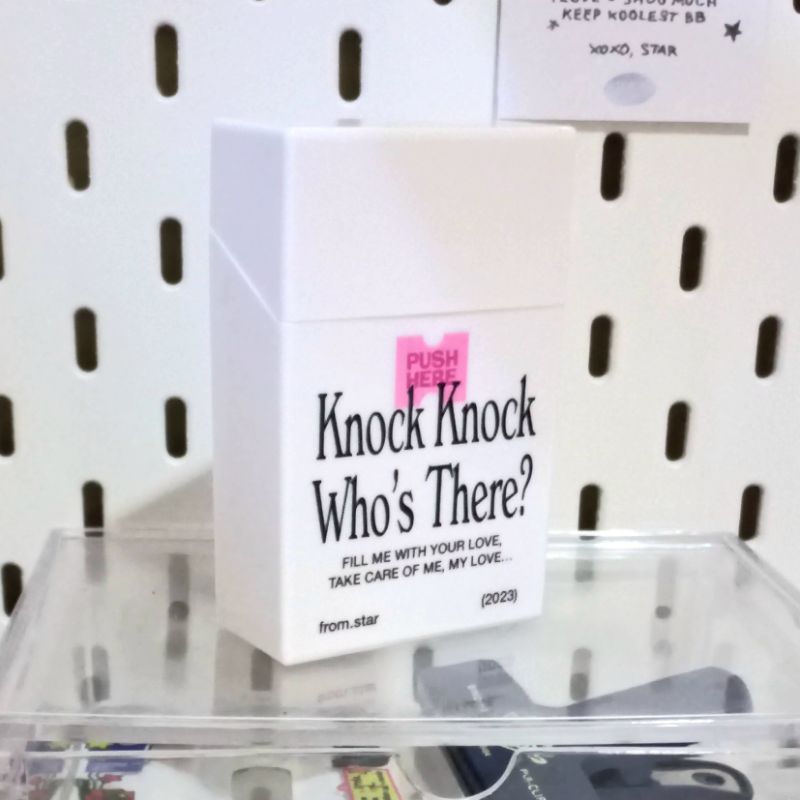 KEEP KOOLEST BB
XOXO, STAR
PUSH
HERE
Knock Knock
Who's There?
FILL ME WITH YOUR LOVE,
TAKE CARE OF ME, MY LOVE...
(2023)
from.star